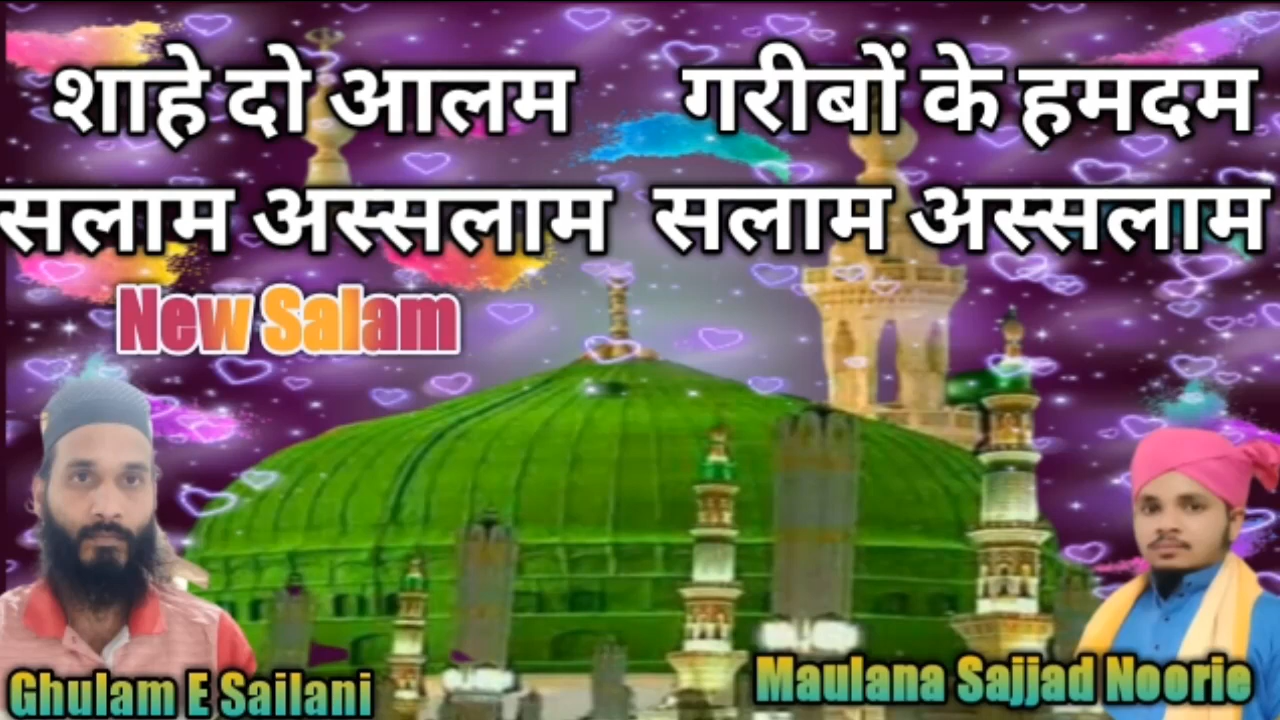 शाहे दो आलम गरीबों के हमदम
सलाम अस्सलाम सलाम अस्सलाम
New Salam
Ghulam E Sailani
Maulana Sajjad Noorie